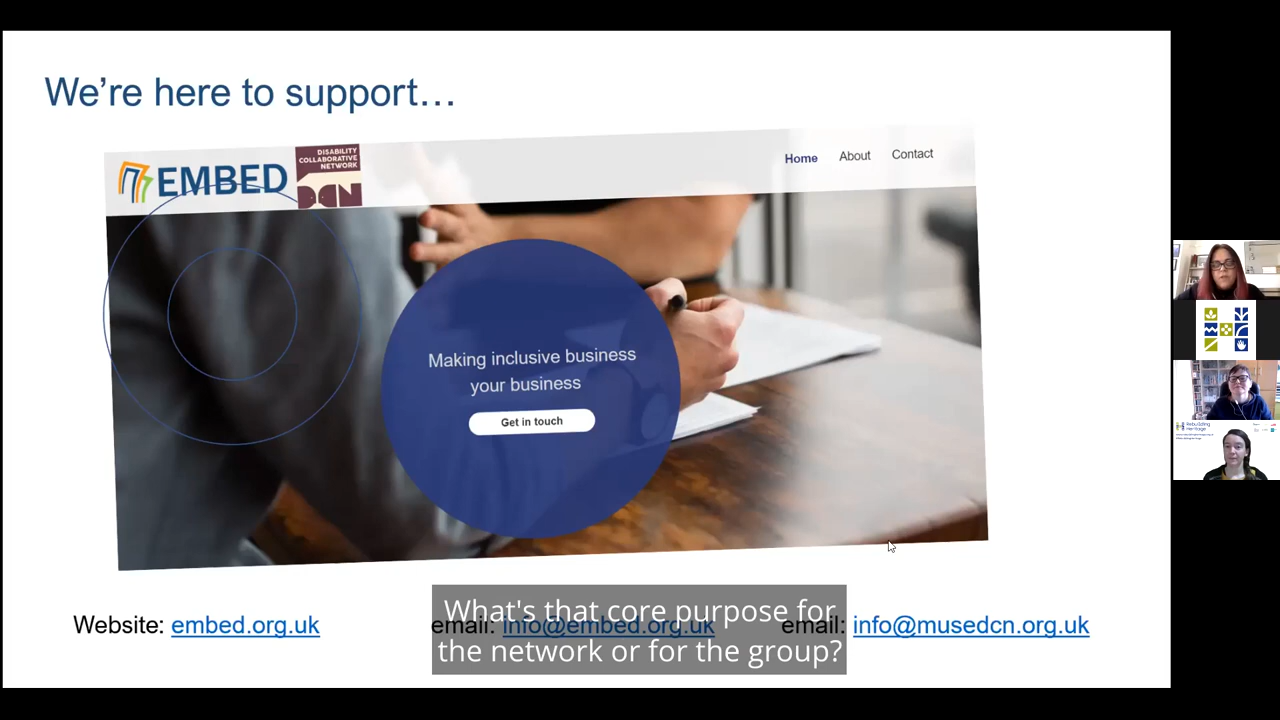 We're here to support…
EMBED
DISABILITY
COLLABORATIVE
NETWORK
DCN
Home About Contact
Making inclusive business
your business
Get in touch
Website: embed.org.uk email: info@embed.org.uk email: info@musedcn.org.uk
What's that core purpose for
the network or for the group?
Rebuilding
Heritage